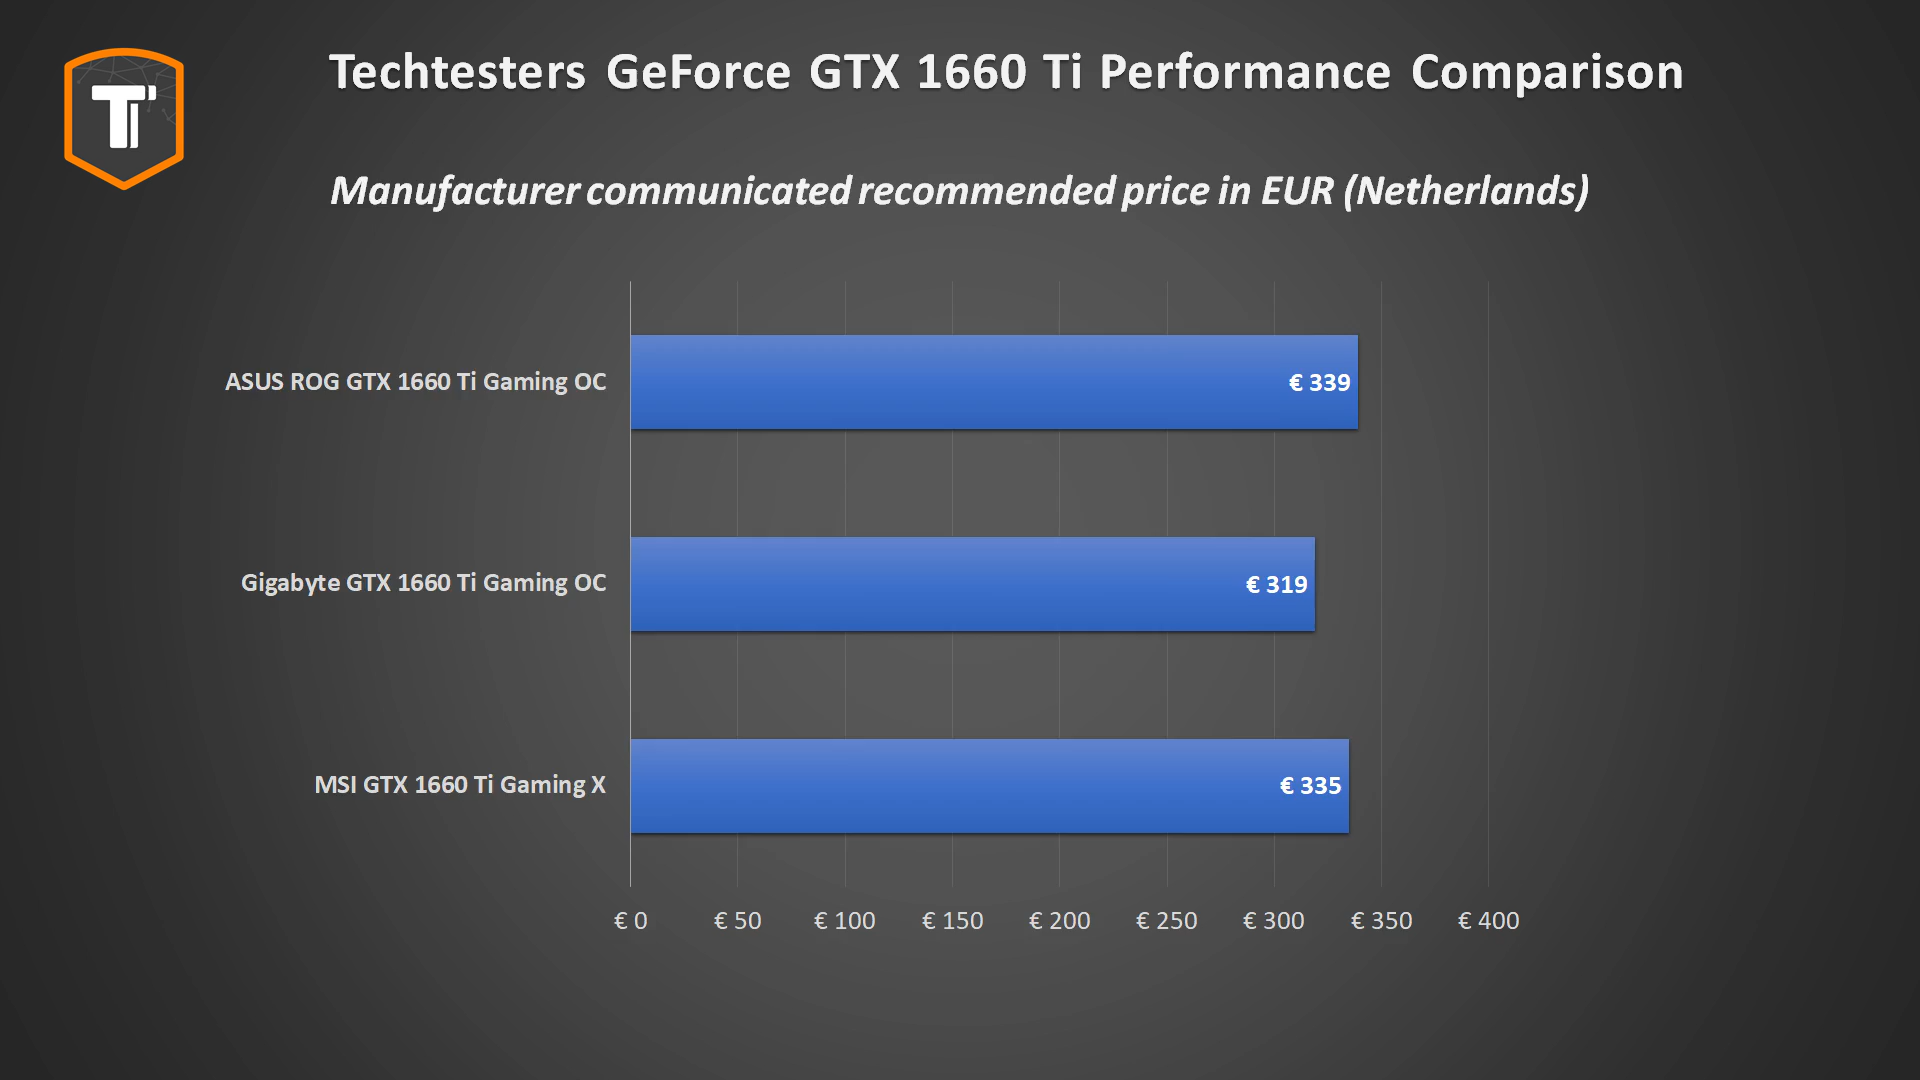 Techtesters GeForce GTX 1660 Ti Performance Comparison
Manufacturer communicated recommended price in EUR (Netherlands)
ASUS ROG GTX 1660 Ti Gaming OC
€ 339
Gigabyte GTX 1660 Ti Gaming OC
€ 319
MSI GTX 1660 Ti Gaming X
€ 335
€ 0 € 50 € 100 € 150 € 200 € 250 € 300 € 350 € 400